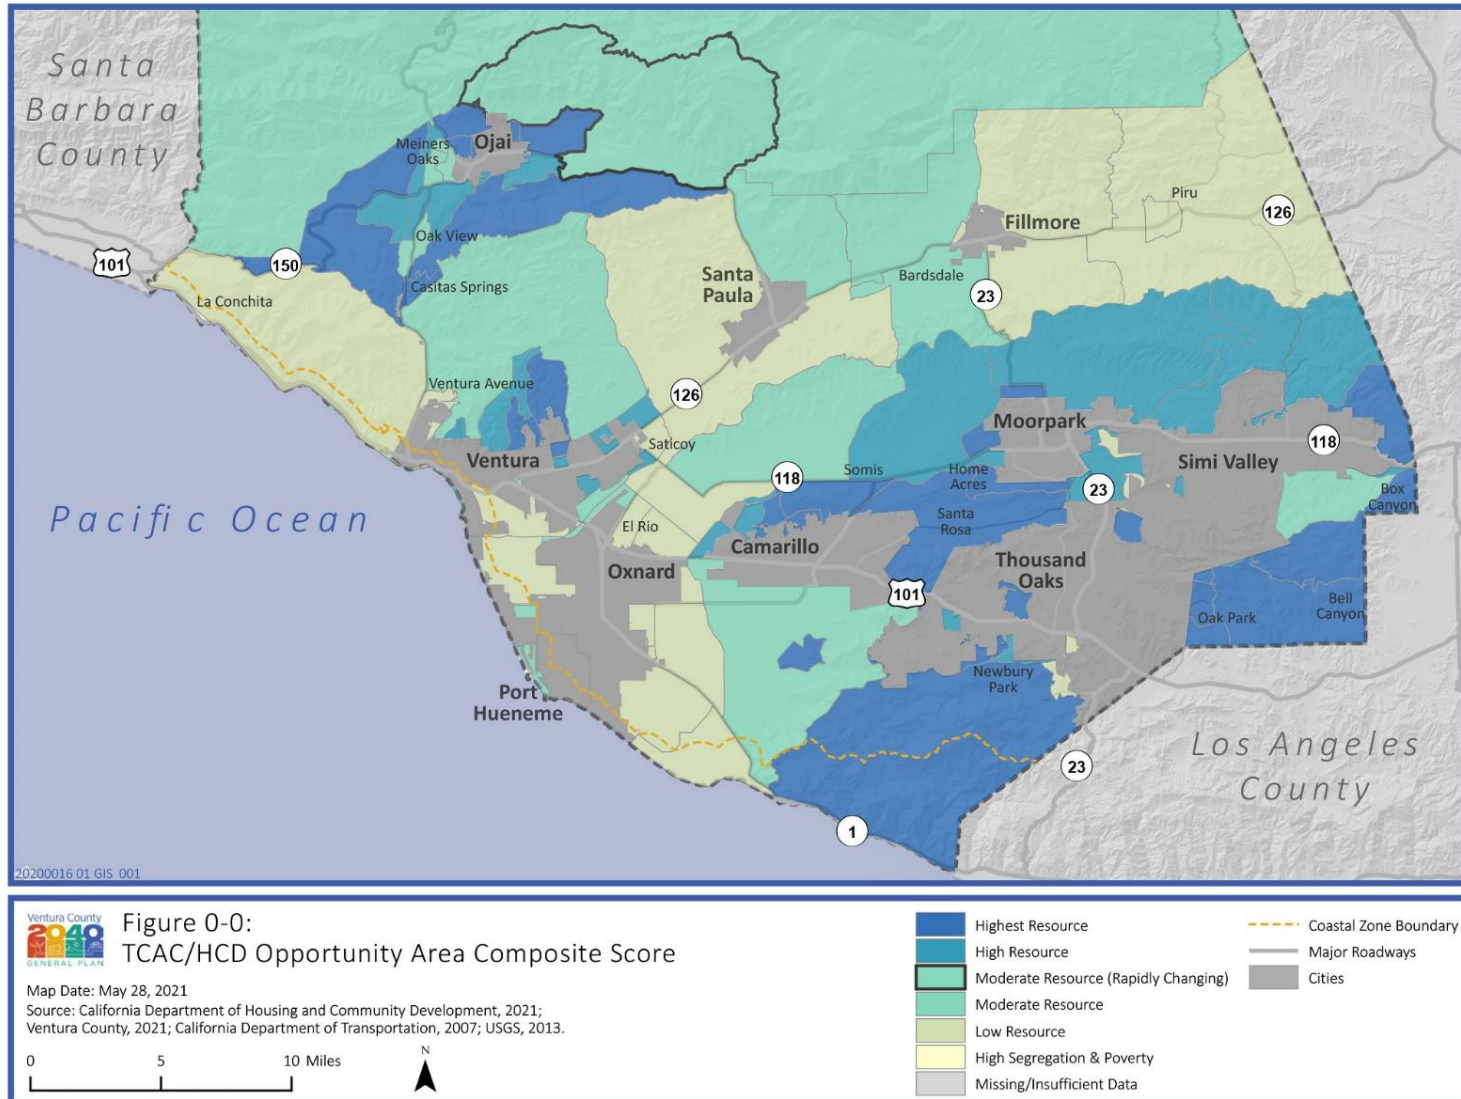 Santa
Barbara
County
Meiners
Oaks
Ojai
Piru
126
Fillmore
Oak View
101
150
Santa
Paula
Bardsdale
Casitas Springs
23
La Conchita
Ventura Avenue
126
Moorpark
118
Saticoy
Ventura
Simi Valley
118
Somis
Home
Acres
23
Box
Canyon
Pacific Ocean
El Rio
Santa
Rosa
Camarillo
Thousand
Oaks
Oxnard
101
Oak Park
Bell
Canyon
Newbury
Park
Port
Hueneme
Los Angeles
County
23
1
20200016 01 GIS 001
Ventura County
2040
GENERAL PLAN
Figure 0-0:
TCAC/HCD Opportunity Area Composite Score
Map Date: May 28, 2021
Source: California Department of Housing and Community Development, 2021;
Ventura County, 2021; California Department of Transportation, 2007; USGS, 2013.
0 5 10 Miles
N
Highest Resource
High Resource
Moderate Resource (Rapidly Changing)
Moderate Resource
Low Resource
High Segregation & Poverty
Missing/Insufficient Data
Coastal Zone Boundary
Major Roadways
Cities